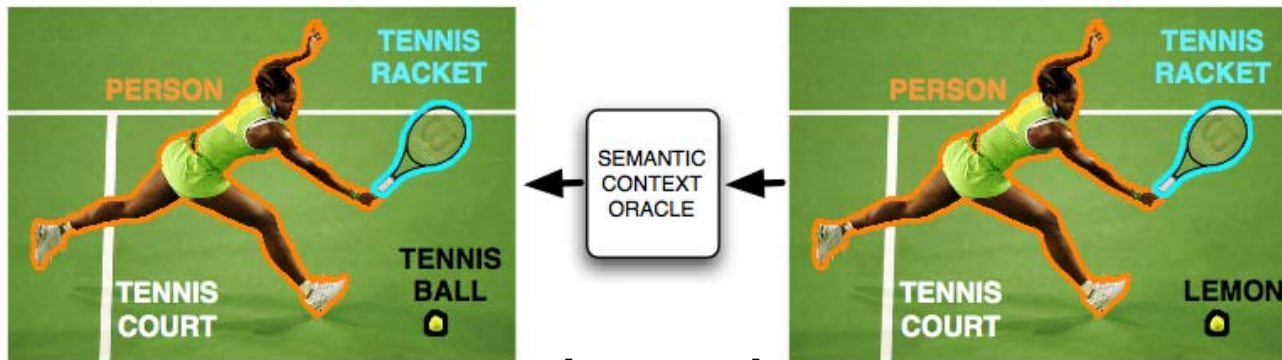 TENNIS
RACKET
PERSON
TENNIS
BALL
TENNIS
COURT
SEMANTIC
CONTEXT
ORACLE
TENNIS
RACKET
PERSON
LEMON
TENNIS
COURT